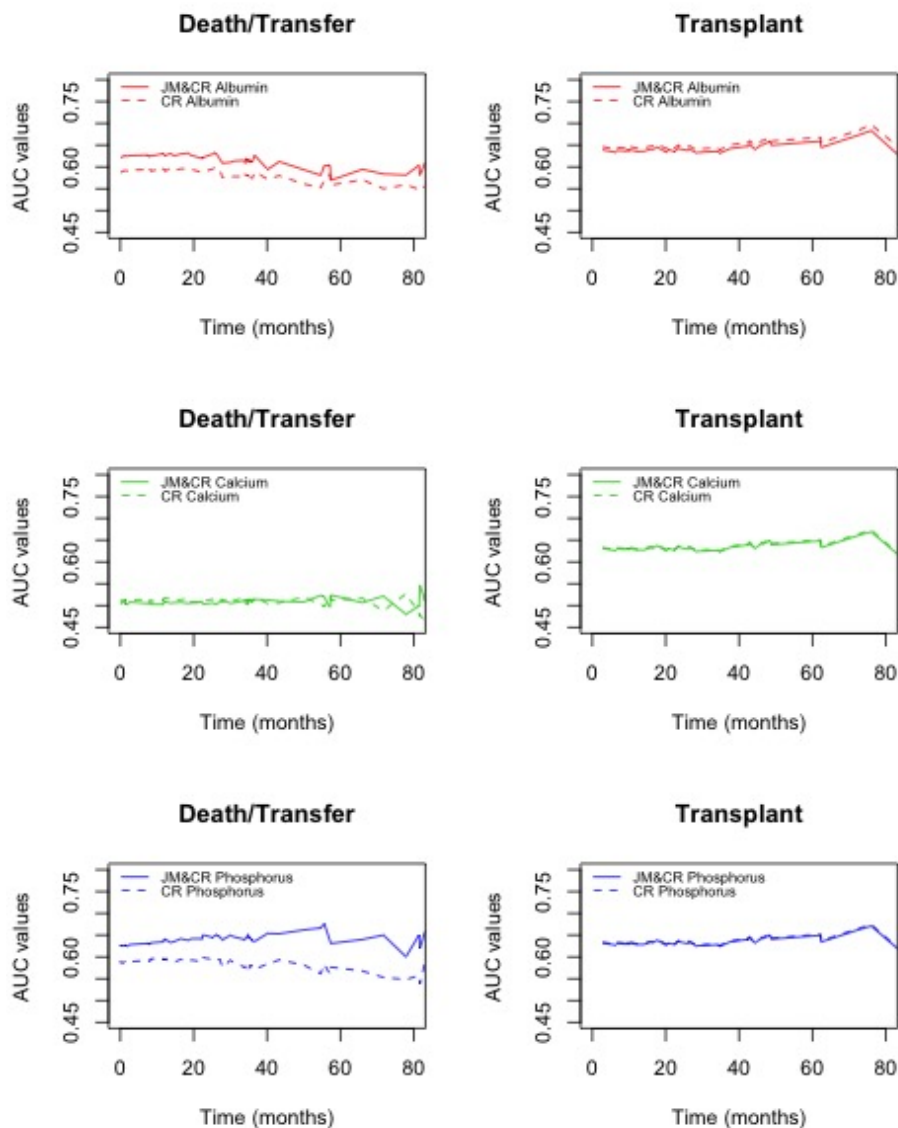 Death/Transfer
AUC values
0.45 0.60 0.75
JM&CR Albumin
CR Albumin
0 20 40 60 80
Time (months)
Transplant
AUC values
0.45 0.60 0.75
JM&CR Albumin
CR Albumin
0 20 40 60 80
Time (months)
Death/Transfer
AUC values
0.45 0.60 0.75
JM&CR Calcium
CR Calcium
0 20 40 60 80
Time (months)
Transplant
AUC values
0.45 0.60 0.75
JM&CR Calcium
CR Calcium
0 20 40 60 80
Time (months)
Death/Transfer
AUC values
0.45 0.60 0.75
JM&CR Phosphorus
CR Phosphorus
0 20 40 60 80
Time (months)
Transplant
AUC values
0.45 0.60 0.75
JM&CR Phosphorus
CR Phosphorus
0 20 40 60 80
Time (months)